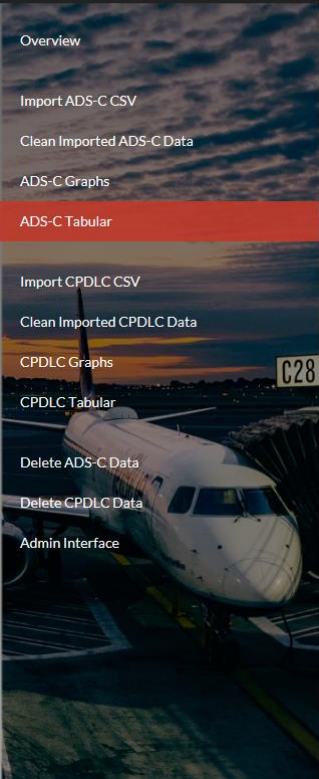 Overview
Import ADS-C CSV
Clean Imported ADS-C Data
ADS-C Graphs
ADS-C Tabular
Import CPDLC CSV
Clean Imported CPDLC Data
CPDLC Graphs
C28
CPDLC Tabular
Delete ADS-C Data
Delete CPDLC Data
Admin Interface